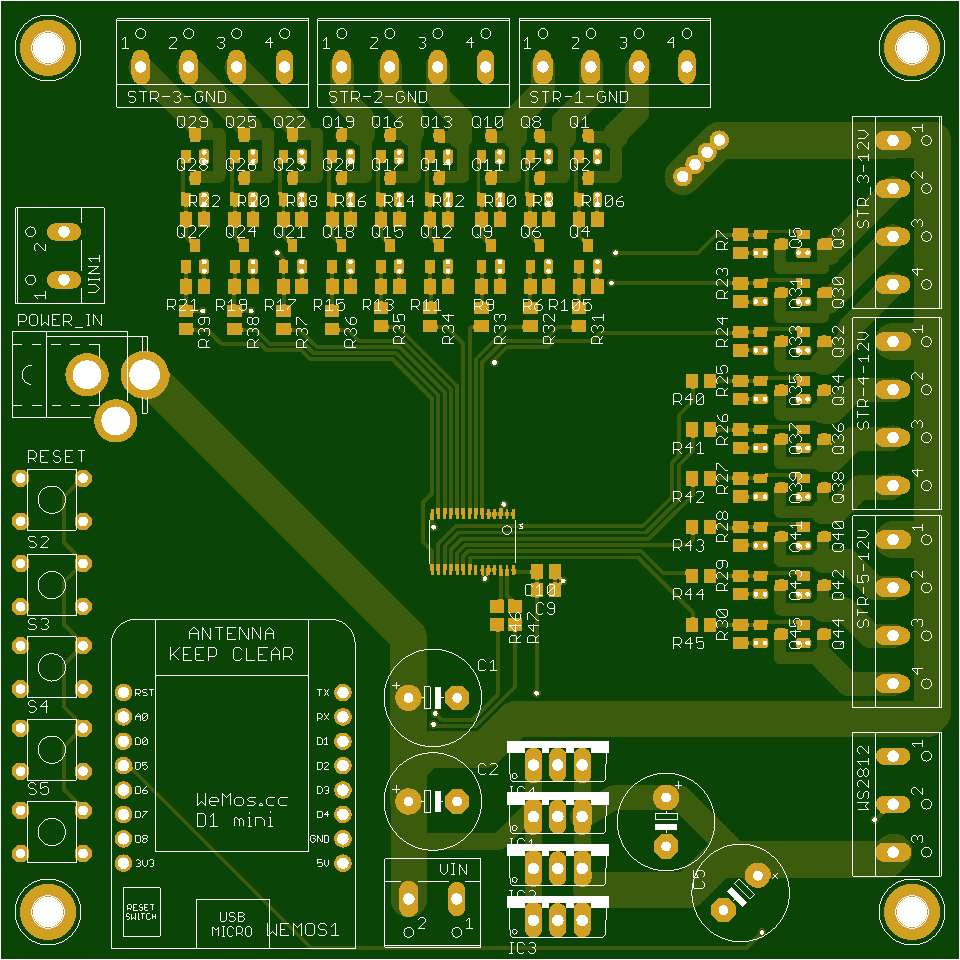 1 2 3 4
1 2 3 4
1 2 3 4
STR-3-GND
STR-2-GND
STR-1-GND
Q29 Q25 Q22 Q19 Q16 Q13 Q10 Q8 Q1
Q28 Q26 Q23 Q20 Q17 Q14 Q11 Q7 Q2
R22 R20 R18 R16 R14 R12 R10 R8 R106
Q27 Q24 Q21 Q18 Q15 Q12 Q9 Q6 Q4
R21 R19 R17 R15 R13 R11 R9 R6 R105
R39 R38 R37 R36 R35 R34 R33 R32 R31
2
1
VIN1
POWER_IN
RESET
S2
S3
S4
S5
STR_3-12V
1
2
3
4
STR-4-12V
1
2
3
4
STR-5-12V
1
2
3
4
WS2812
1
2
3
R7 Q5 Q3
R23 Q31 Q30
R24 Q33 Q32
R25 Q35 Q34
R40
R26 Q37 Q36
R41
R27 Q39 Q38
R42
R28 Q41 Q40
R43
R29 Q43 Q42
R44
R30 Q45 Q44
R45
C10
C9
R46 R47
ANTENNA
KEEP CLEAR
RST TX
A0 RX
D0 D1
D5 D2
D6 D3
D7 D4
D8 GND
3V3 5V
WeMos.cc
D1 mini
RESET
SWITCH
USB
MICRO
WEMOS1
+ C1
+ C2
VIN
2 1
IC4
IC1
IC2
IC3
+
C5
+